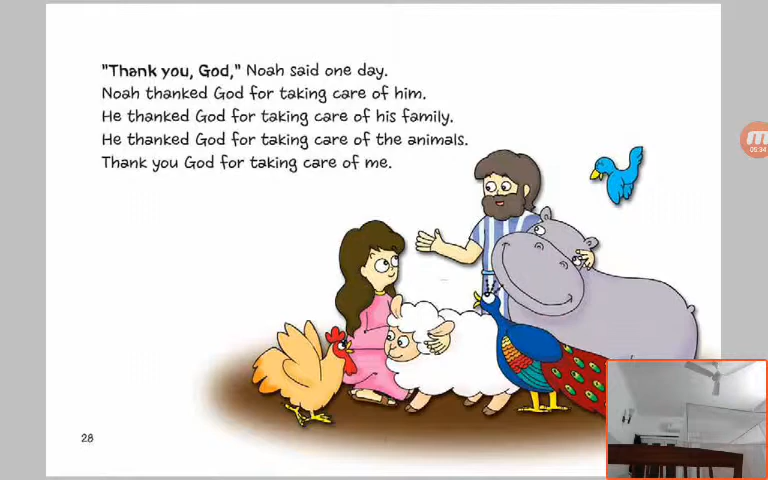 "Thank you, God," Noah said one day.
Noah thanked God for taking care of him.
He thanked God for taking care of his family.
He thanked God for taking care of the animals.
Thank you God for taking care of me.
28
05:34